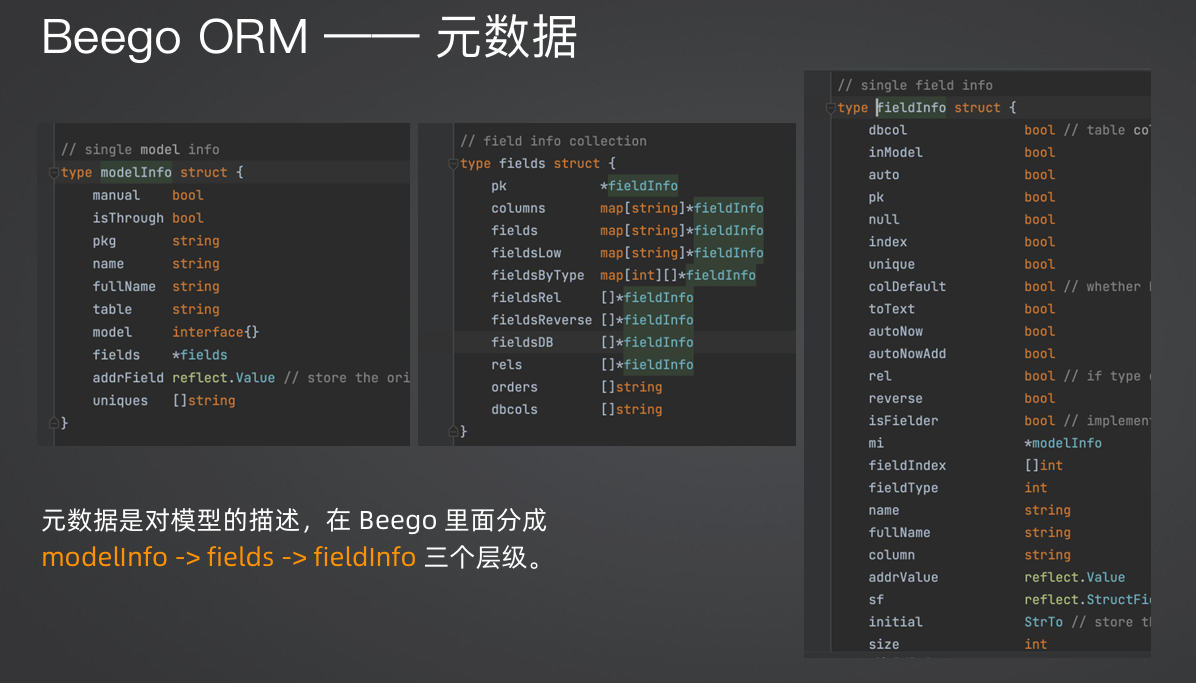 Beego ORM —— 元数据
// single model info
type modelInfo struct {
manual bool
isThrough bool
pkg string
name string
fullName string
table string
model interface{}
fields *fields
addrField reflect.Value // store the ori
uniques []string
}
// field info collection
type fields struct {
pk *fieldInfo
columns map[string]*fieldInfo
fields map[string]*fieldInfo
fieldsLow map[string]*fieldInfo
fieldsByType map[int][]*fieldInfo
fieldsRel []*fieldInfo
fieldsReverse []*fieldInfo
fieldsDB []*fieldInfo
rels []*fieldInfo
orders []string
dbcols []string
}
// single field info
type fieldInfo struct {
dbcol bool // table col
inModel bool
auto bool
pk bool
null bool
index bool
unique bool
colDefault bool // whether
toText bool
autoNow bool
autoNowAdd bool
rel bool // if type
reverse bool
isFielder bool // implemen
mi *modelInfo
fieldIndex []int
fieldType int
name string
fullName string
column string
addrValue reflect.Value
sf reflect.StructFie
initial StrTo // store th
size int
元数据是对模型的描述，在 Beego 里面分成
modelInfo -> fields -> fieldInfo 三个层级。